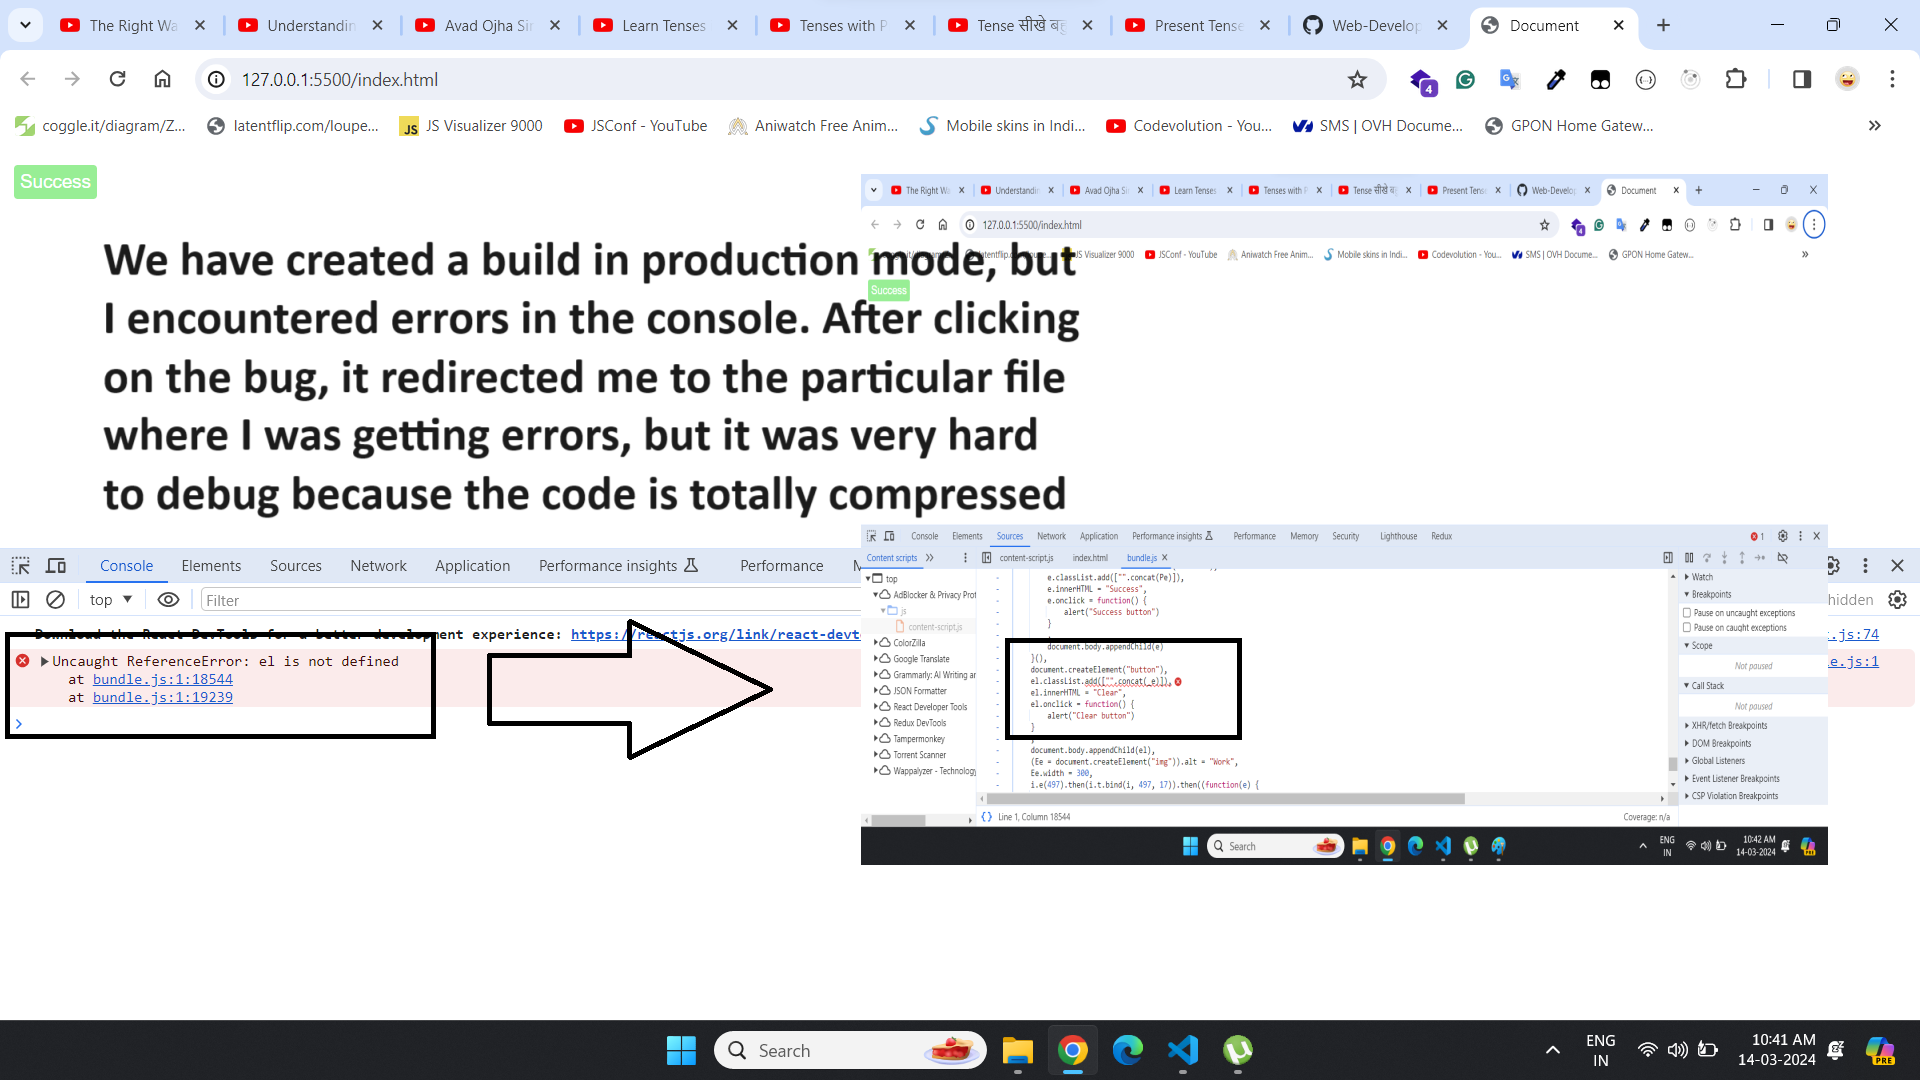 The Right Wa
Understandin
Avad Ojha Sir
Learn Tenses
Tenses with P
Tense सीखे बहु
Present Tense
Web-Develop
Document
127.0.0.1:5500/index.html
4
coggle.it/diagram/Z...
latentflip.com/loupe...
JS Visualizer 9000
JSConf - YouTube
Aniwatch Free Anim...
Mobile skins in Indi...
Codevolution - You...
SMS | OVH Docume...
GPON Home Gatew...
Success
We have created a build in production mode, but
I encountered errors in the console. After clicking
on the bug, it redirected me to the particular file
where I was getting errors, but it was very hard
to debug because the code is totally compressed
The Right Wa
Understandin
Avad Ojha Sir
Learn Tenses
Tenses with P
Tense सीखे बहु
Present Tense
Web-Develop
Document
127.0.0.1:5500/index.html
JS Visualizer 9000
JSConf - YouTube
Aniwatch Free Anim...
Mobile skins in Indi...
Codevolution - You...
SMS | OVH Docume...
GPON Home Gatew...
Success
Console
Elements
Sources
Network
Application
Performance insights
Performance
top
Filter
hidden
Download the React DevTools for a better development experience: https://reactjs.org/link/react-devto
t.js:74
Uncaught ReferenceError: el is not defined
le.js:1
at bundle.js:1:18544
at bundle.js:1:19239
Console
Elements
Sources
Network
Application
Performance insights
Performance
Memory
Security
Lighthouse
Redux
1
Content scripts
content-script.js
index.html
bundle.js
top
AdBlocker & Privacy Prot
js
content-script.js
ColorZilla
Google Translate
Grammarly: AI Writing an
JSON Formatter
React Developer Tools
Redux DevTools
Tampermonkey
Torrent Scanner
Wappalyzer - Technology
e.classList.add(["".concat(Pe)]),
e.innerHTML = "Success",
e.onclick = function() {
alert("Success button")
}
,
document.body.appendChild(e)
}(),
document.createElement("button"),
el.classList.add(["".concat(_e)]),
el.innerHTML = "Clear",
el.onclick = function() {
alert("Clear button")
}
,
document.body.appendChild(el),
(Ee = document.createElement("img")).alt = "Work",
Ee.width = 300,
i.e(497).then(i.t.bind(i, 497, 17)).then((function(e) {
Line 1, Column 18544
Coverage: n/a
Watch
Breakpoints
Pause on uncaught exceptions
Pause on caught exceptions
Scope
Not paused
Call Stack
Not paused
XHR/fetch Breakpoints
DOM Breakpoints
Global Listeners
Event Listener Breakpoints
CSP Violation Breakpoints
Search
ENG
IN
10:42 AM
14-03-2024
Search
ENG
IN
10:41 AM
14-03-2024
PRE